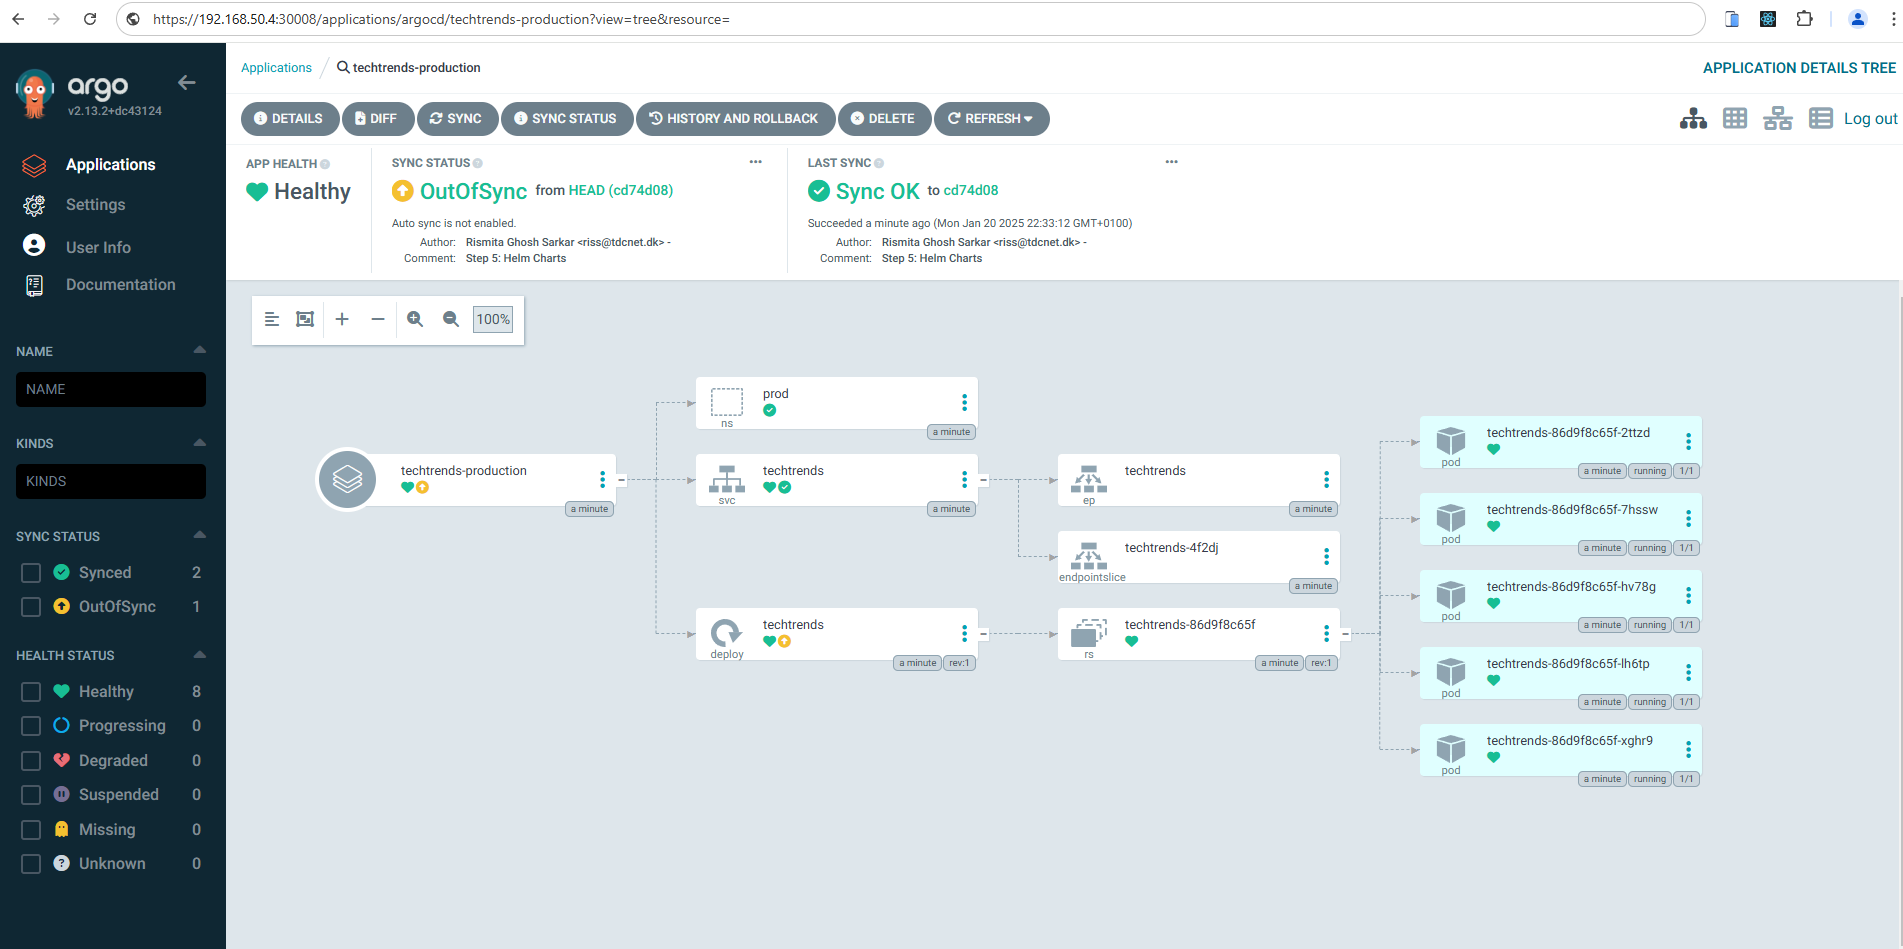 https://192.168.50.4:30008/applications/argocd/techtrends-production?view=tree&resource=
argo
v2.13.2+dc43124
Applications
Settings
User Info
Documentation
NAME
NAME
KINDS
KINDS
SYNC STATUS
Synced 2
OutOfSync 1
HEALTH STATUS
Healthy 8
Progressing 0
Degraded 0
Suspended 0
Missing 0
Unknown 0
Applications / techtrends-production
APPLICATION DETAILS TREE
DETAILS DIFF SYNC SYNC STATUS HISTORY AND ROLLBACK DELETE REFRESH
Log out
APP HEALTH
Healthy
SYNC STATUS
OutOfSync from HEAD (cd74d08)
Auto sync is not enabled.
Author: Rismita Ghosh Sarkar <riss@tdcnet.dk> -
Comment: Step 5: Helm Charts
LAST SYNC
Sync OK to cd74d08
Succeeded a minute ago (Mon Jan 20 2025 22:33:12 GMT+0100)
Author: Rismita Ghosh Sarkar <riss@tdcnet.dk> -
Comment: Step 5: Helm Charts
100%
techtrends-production
a minute
prod
ns
a minute
techtrends
svc
a minute
techtrends
deploy
a minute rev:1
techtrends
ep
a minute
techtrends-4f2dj
endpointslice
a minute
techtrends-86d9f8c65f
rs
a minute rev:1
techtrends-86d9f8c65f-2ttzd
pod
a minute running 1/1
techtrends-86d9f8c65f-7hssw
pod
a minute running 1/1
techtrends-86d9f8c65f-hv78g
pod
a minute running 1/1
techtrends-86d9f8c65f-lh6tp
pod
a minute running 1/1
techtrends-86d9f8c65f-xghr9
pod
a minute running 1/1